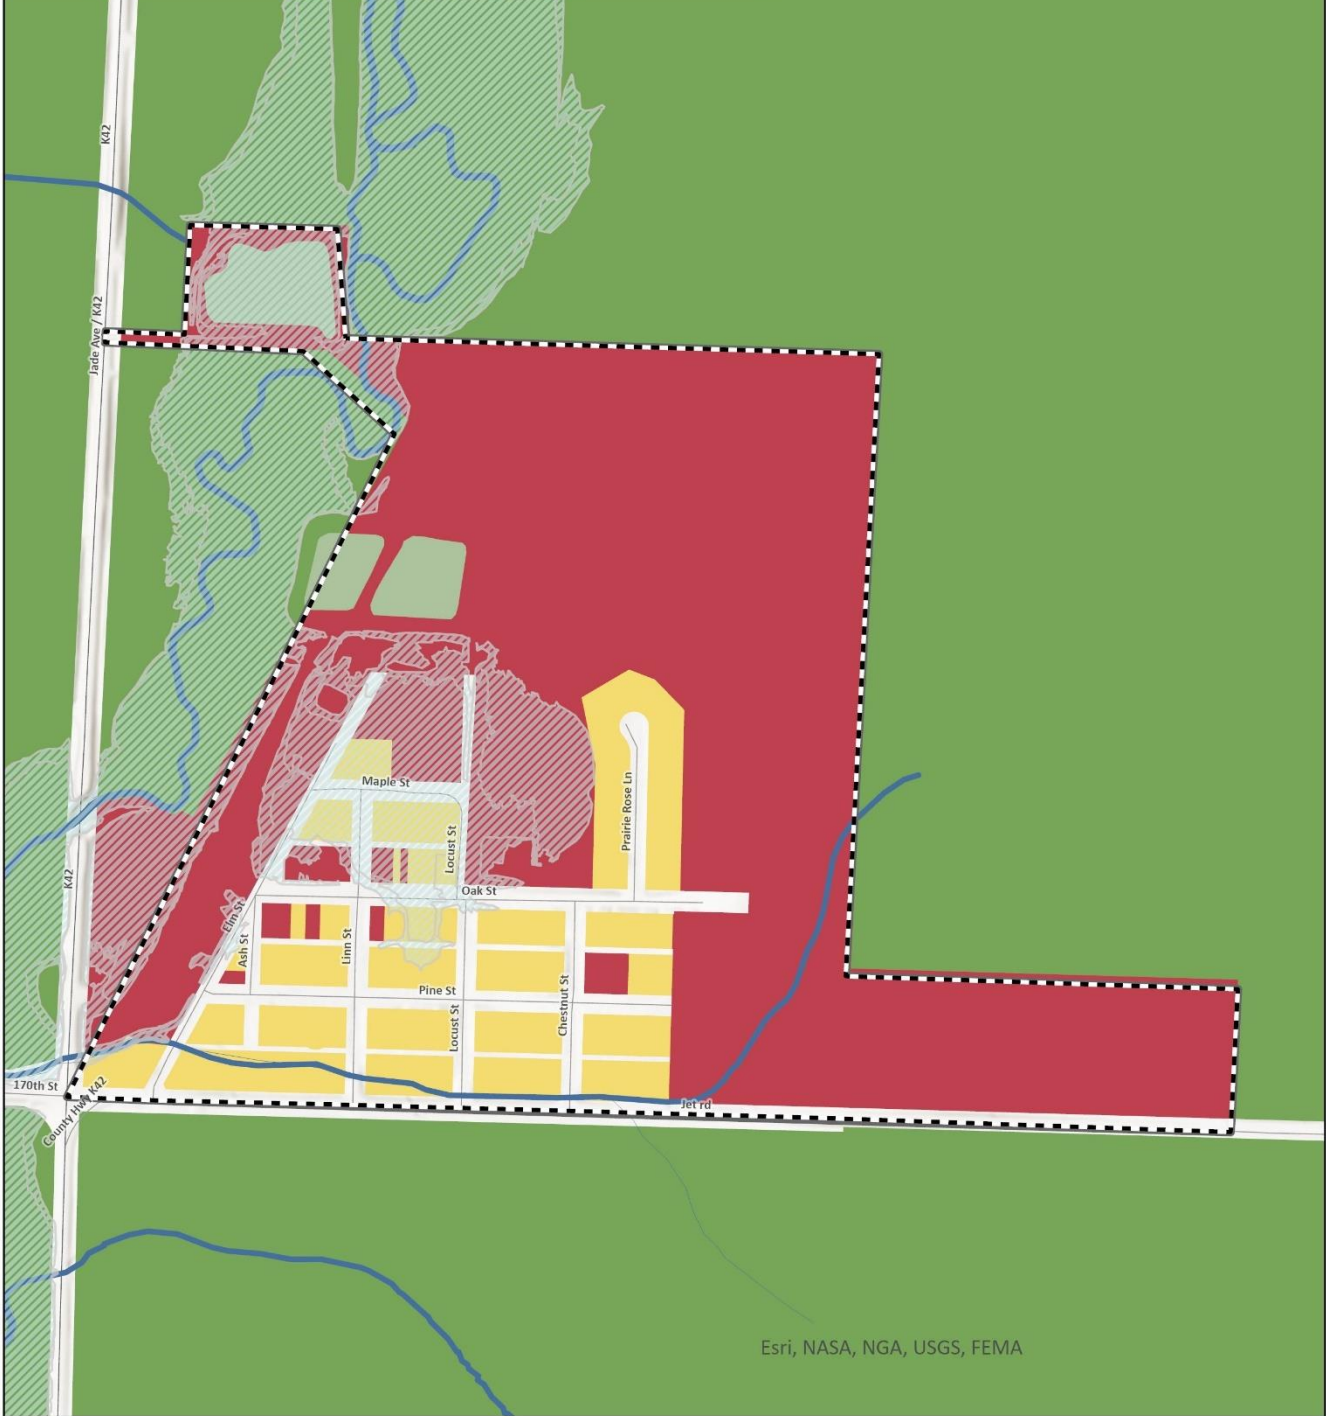 K42
Jade Ave / K42
Maple St
Prairie Rose Ln
Locust St
K42
Oak St
Elm St
Ash St
Linn St
Pine St
Chestnut St
Locust St
170th St
County Hwy K42
Jet rd
Esri, NASA, NGA, USGS, FEMA